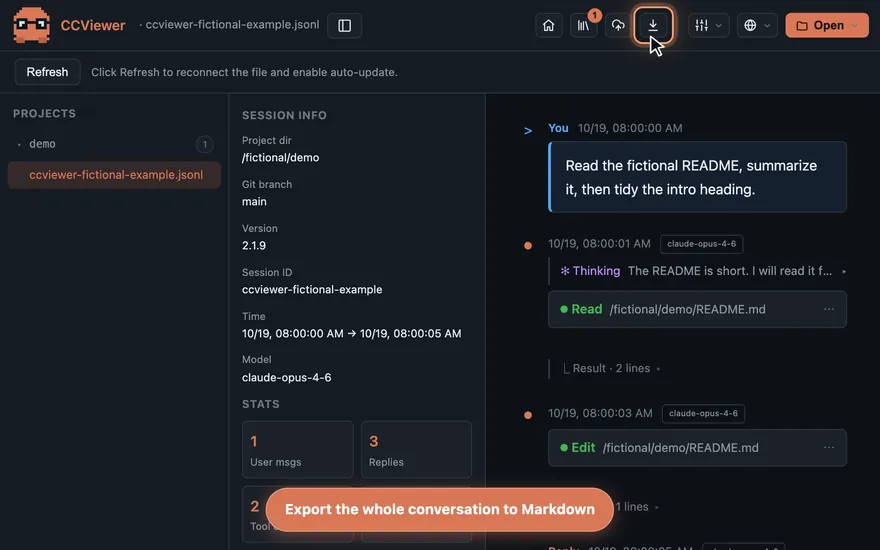 CCViewer · ccviewer-fictional-example.jsonl
1
Open
Refresh
Click Refresh to reconnect the file and enable auto-update.
PROJECTS
demo
1
ccviewer-fictional-example.jsonl
SESSION INFO
Project dir
/fictional/demo
Git branch
main
Version
2.1.9
Session ID
ccviewer-fictional-example
Time
10/19, 08:00:00 AM → 10/19, 08:00:05 AM
Model
claude-opus-4-6
STATS
1
User msgs
3
Replies
2
Tool
> You 10/19, 08:00:00 AM
Read the fictional README, summarize
it, then tidy the intro heading.
10/19, 08:00:01 AM claude-opus-4-6
✻ Thinking The README is short. I will read it f...
Read /fictional/demo/README.md ...
Result · 2 lines
10/19, 08:00:03 AM claude-opus-4-6
Edit /fictional/demo/README.md ...
1 lines
Export the whole conversation to Markdown